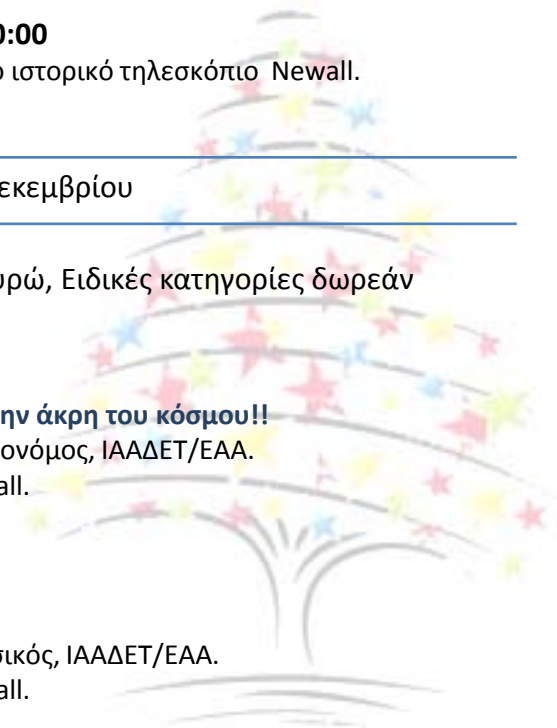 0:00
ο ιστορικό τηλεσκόπιο Newall.
εκεμβρίου
υρώ, Ειδικές κατηγορίες δωρεάν
ην άκρη του κόσμου!!
ονόμος, ΙΑΑΔΕΤ/ΕΑΑ.
all.
σικός, ΙΑΑΔΕΤ/ΕΑΑ.
all.